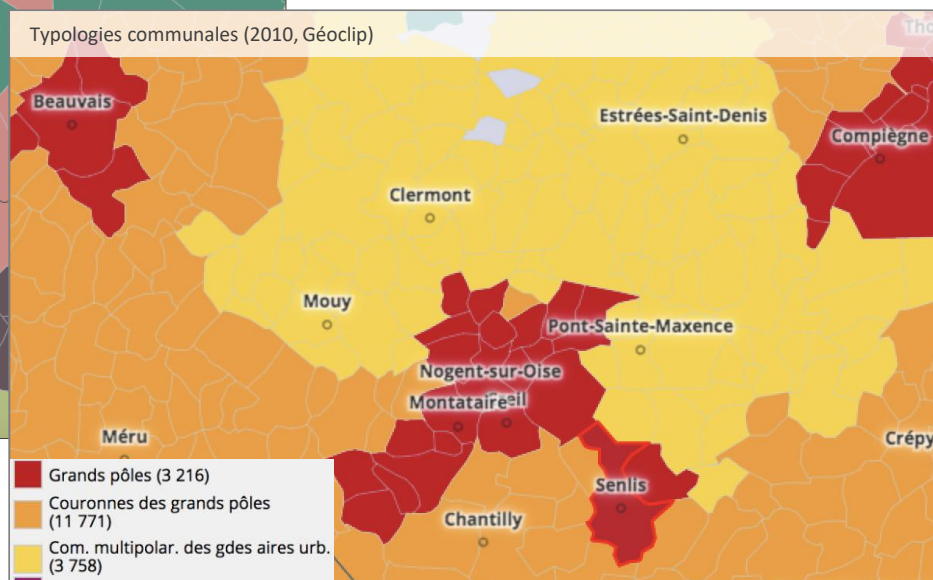 Typologies communales (2010, Géoclip)
Beauvais
Estrées-Saint-Denis
Compiègne
Clermont
Mouy
Pont-Sainte-Maxence
Nogent-sur-Oise
Montataire
Méru
Crépy
Senlis
Chantilly
Grands pôles (3 216)
Couronnes des grands pôles
(11 771)
Com. multipolar. des gdes aires urb.
(3 758)